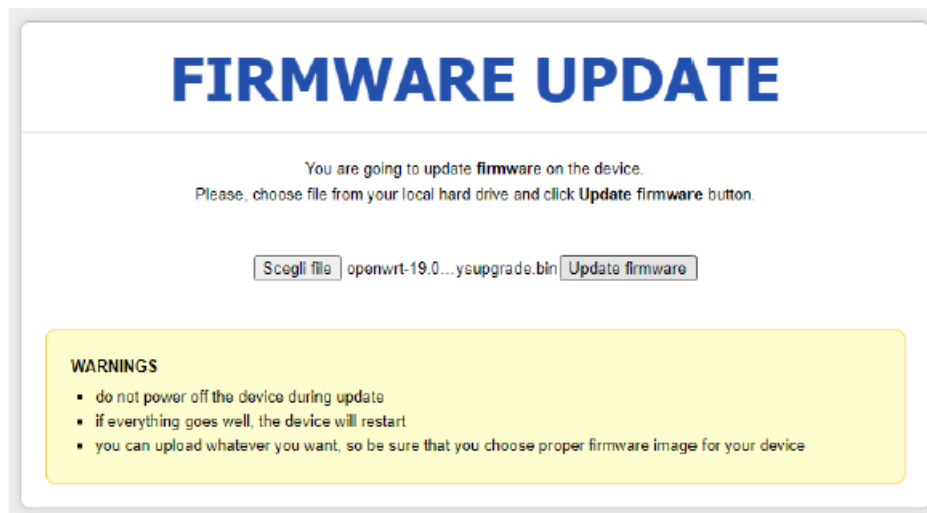 FIRMWARE UPDATE
You are going to update firmware on the device.
Please, choose file from your local hard drive and click Update firmware button.
Scegli file openwrt-19.0...ysupgrade.bin Update firmware
WARNINGS
do not power off the device during update
if everything goes well, the device will restart
you can upload whatever you want, so be sure that you choose proper firmware image for your device